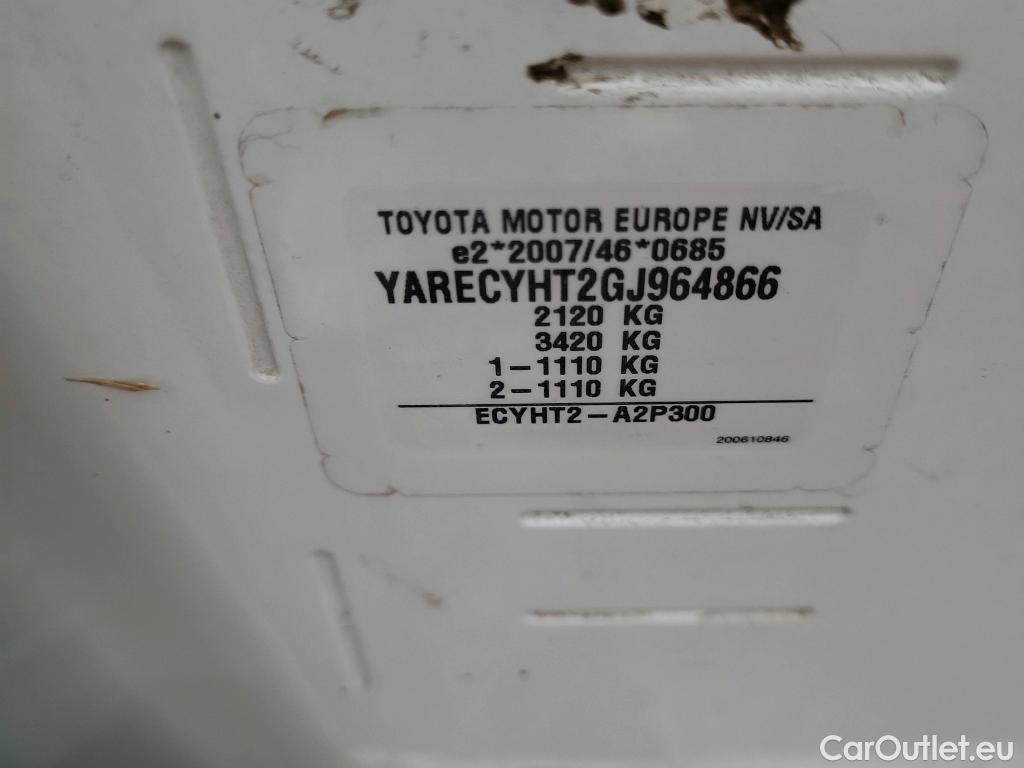 TOYOTA MOTOR EUROPE NV/SA
e2*2007/46*0685
YARECYHT2GJ964866
2120 KG
3420 KG
1-1110 KG
2-1110 KG
ECYHT2-A2P300
200610846
CarOutlet.eu